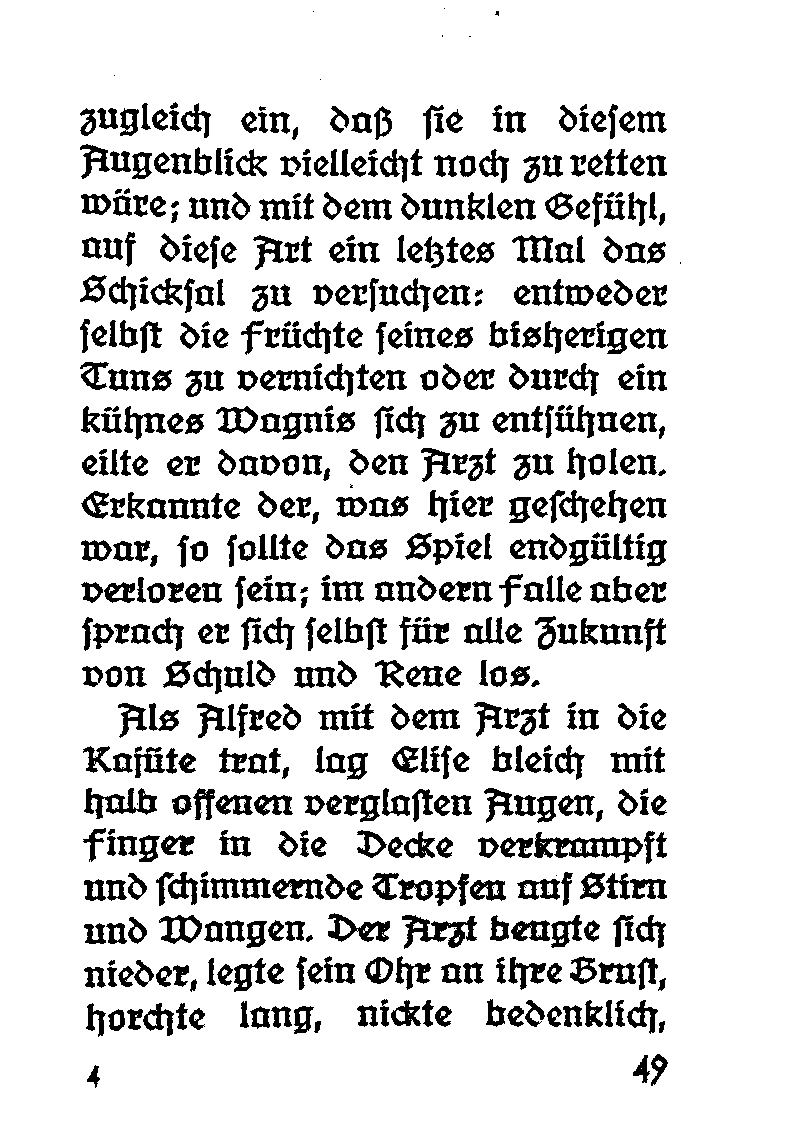 zugleich ein, daß sie in diesem
Augenblick vielleicht noch zu retten
wäre; und mit dem dunklen Gefühl,
auf diese Art ein letztes Mal das
Schicksal zu versuchen: entweder
selbst die Früchte seines bisherigen
Tuns zu vernichten oder durch ein
kühnes Wagnis sich zu entsühnen,
eilte er davon, den Arzt zu holen.
Erkannte der, was hier geschehen
war, so sollte das Spiel endgültig
verloren sein; im andern Falle aber
sprach er sich selbst für alle Zukunft
von Schuld und Reue los.
Als Alfred mit dem Arzt in die
Kajüte trat, lag Elise bleich mit
halb offenen verglasten Augen, die
Finger in die Decke verkrampft
und schimmernde Tropfen auf Stirn
und Wangen. Der Arzt beugte sich
nieder, legte sein Ohr an ihre Brust,
horchte lang, nickte bedenklich,
4 49